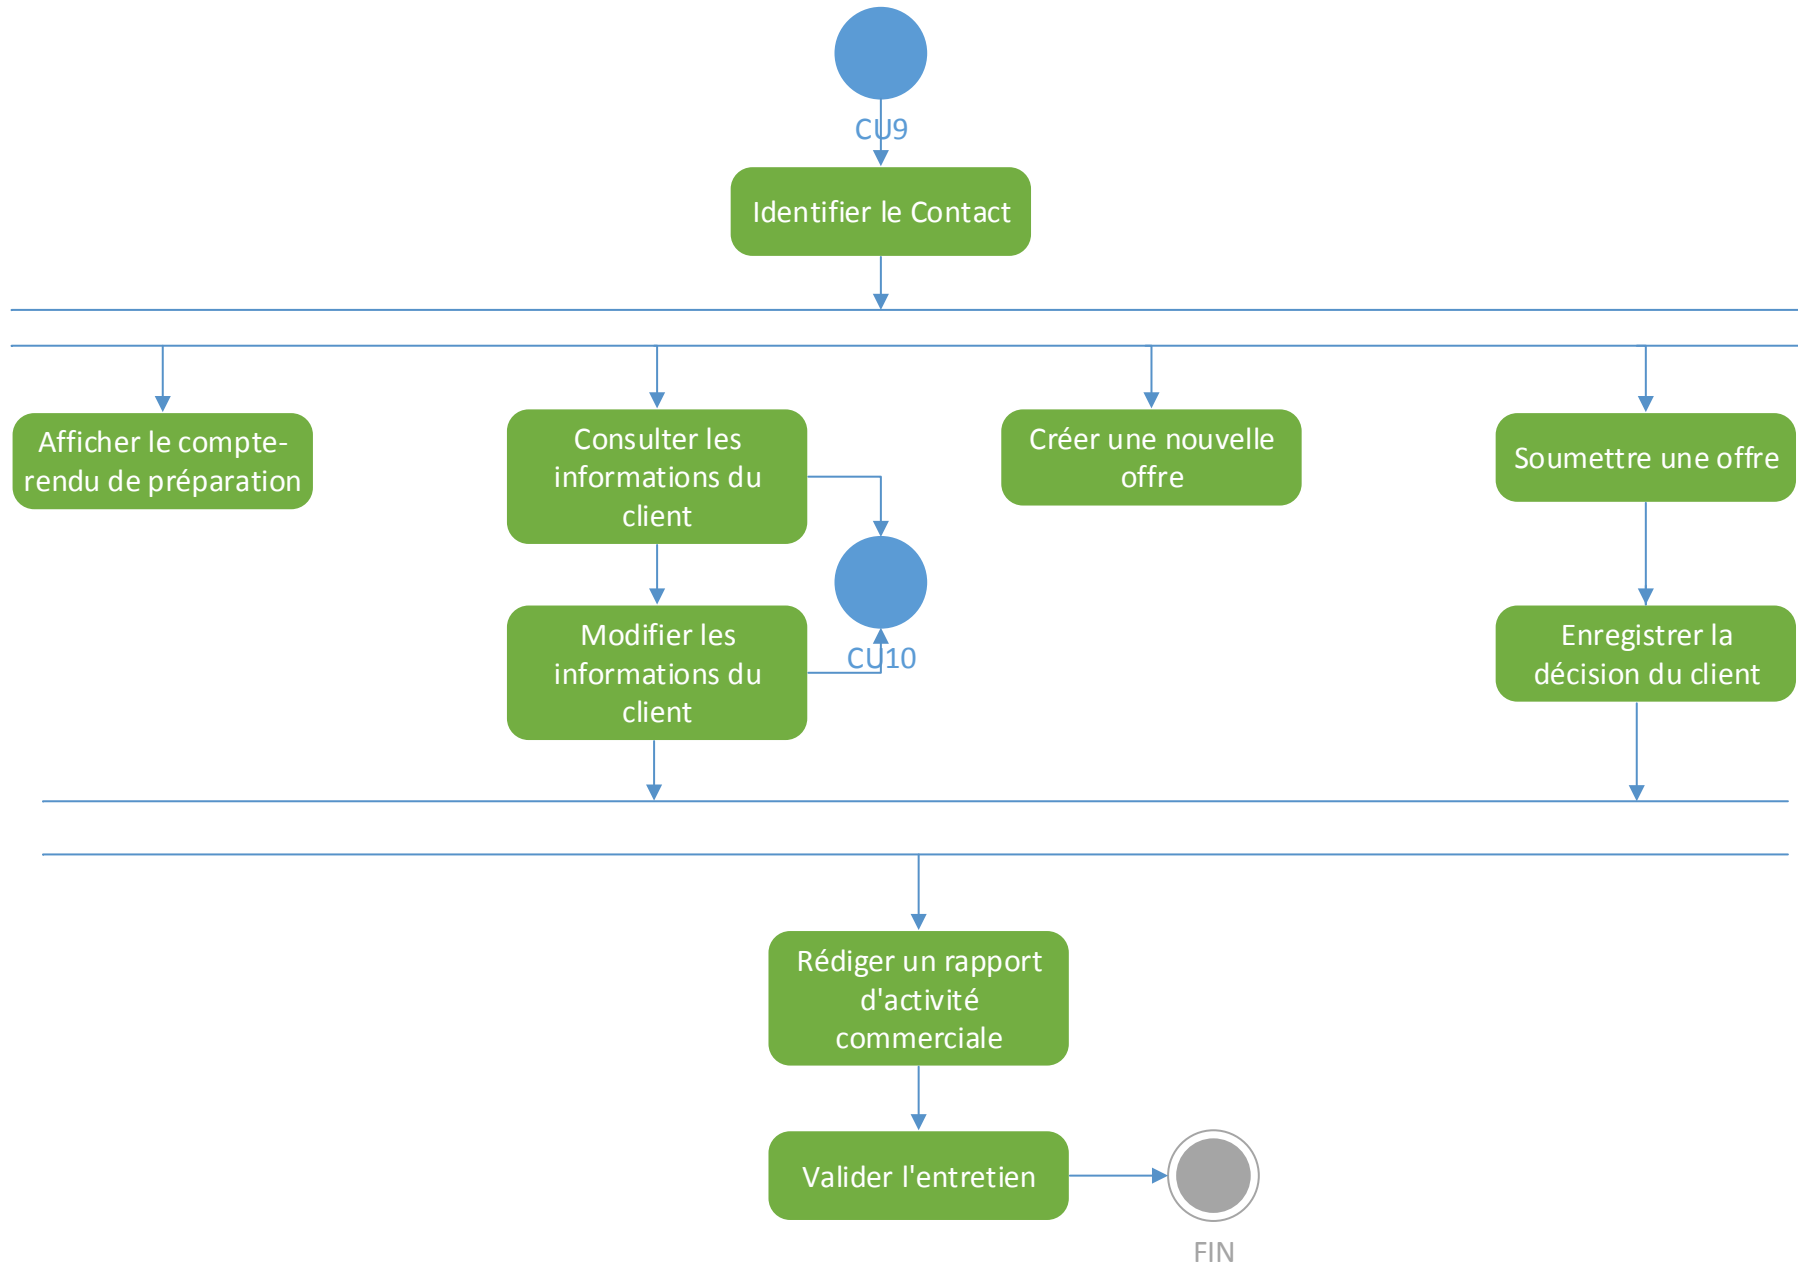 CU9
Identifier le Contact
Afficher le compte-
rendu de préparation
Consulter les
informations du
client
Créer une nouvelle
offre
Soumettre une offre
Modifier les
informations du
client
CU10
Enregistrer la
décision du client
Rédiger un rapport
d'activité
commerciale
Valider l'entretien
FIN